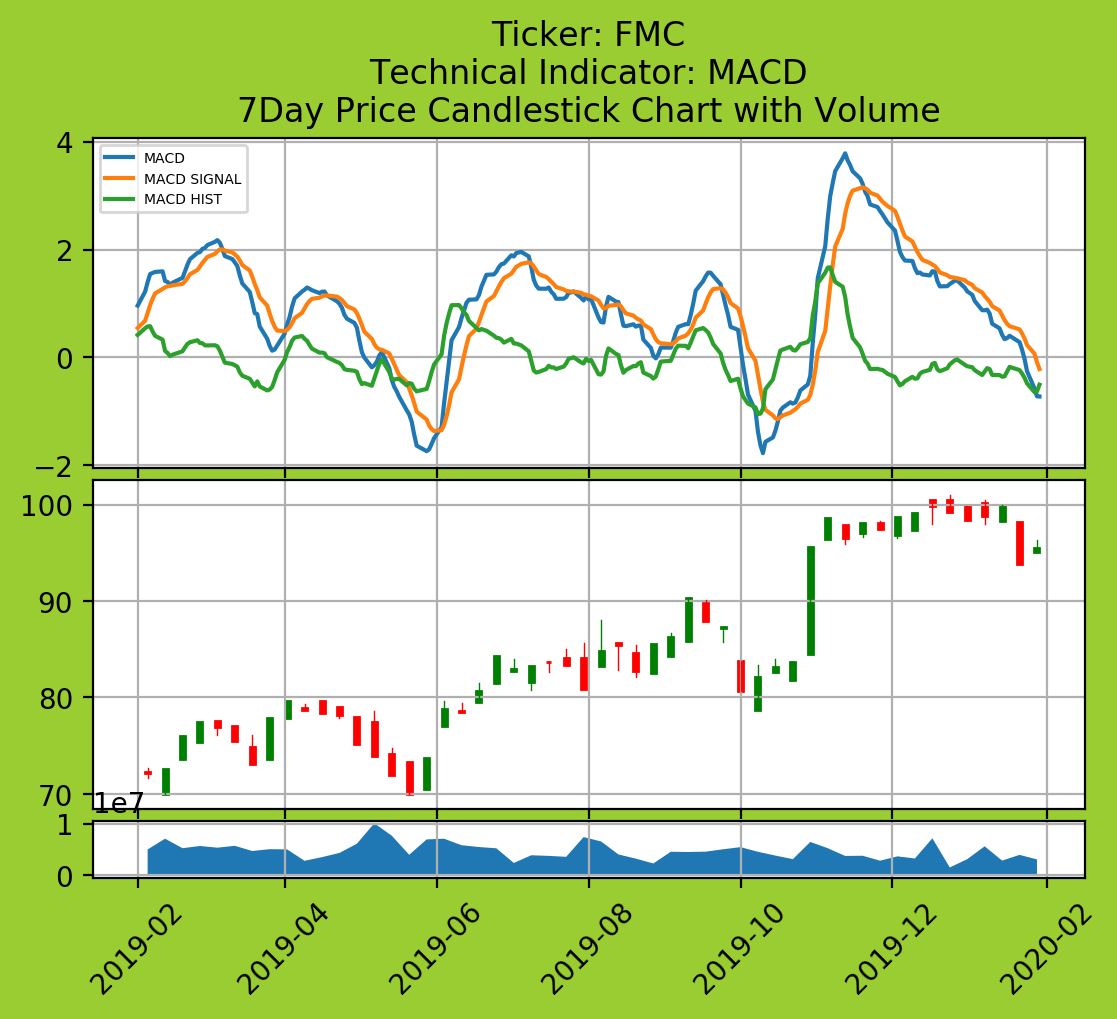 Ticker: FMC
Technical Indicator: MACD
7Day Price Candlestick Chart with Volume
4
2
0
−2
MACD
MACD SIGNAL
MACD HIST
100
90
80
70
1e7
1
0
2019-02
2019-04
2019-06
2019-08
2019-10
2019-12
2020-02